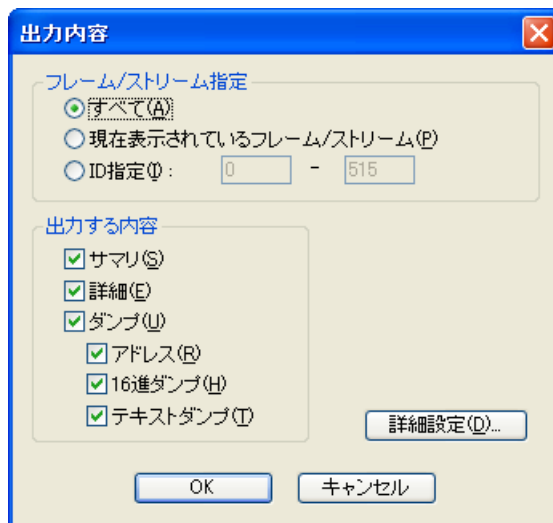 出力内容
フレーム/ストリーム指定
すべて(A)
現在表示されているフレーム/ストリーム(P)
ID指定(I): 0 - 515
出力する内容
サマリ(S)
詳細(E)
ダンプ(U)
アドレス(R)
16進ダンプ(H)
テキストダンプ(T)
詳細設定(D)...
OK キャンセル